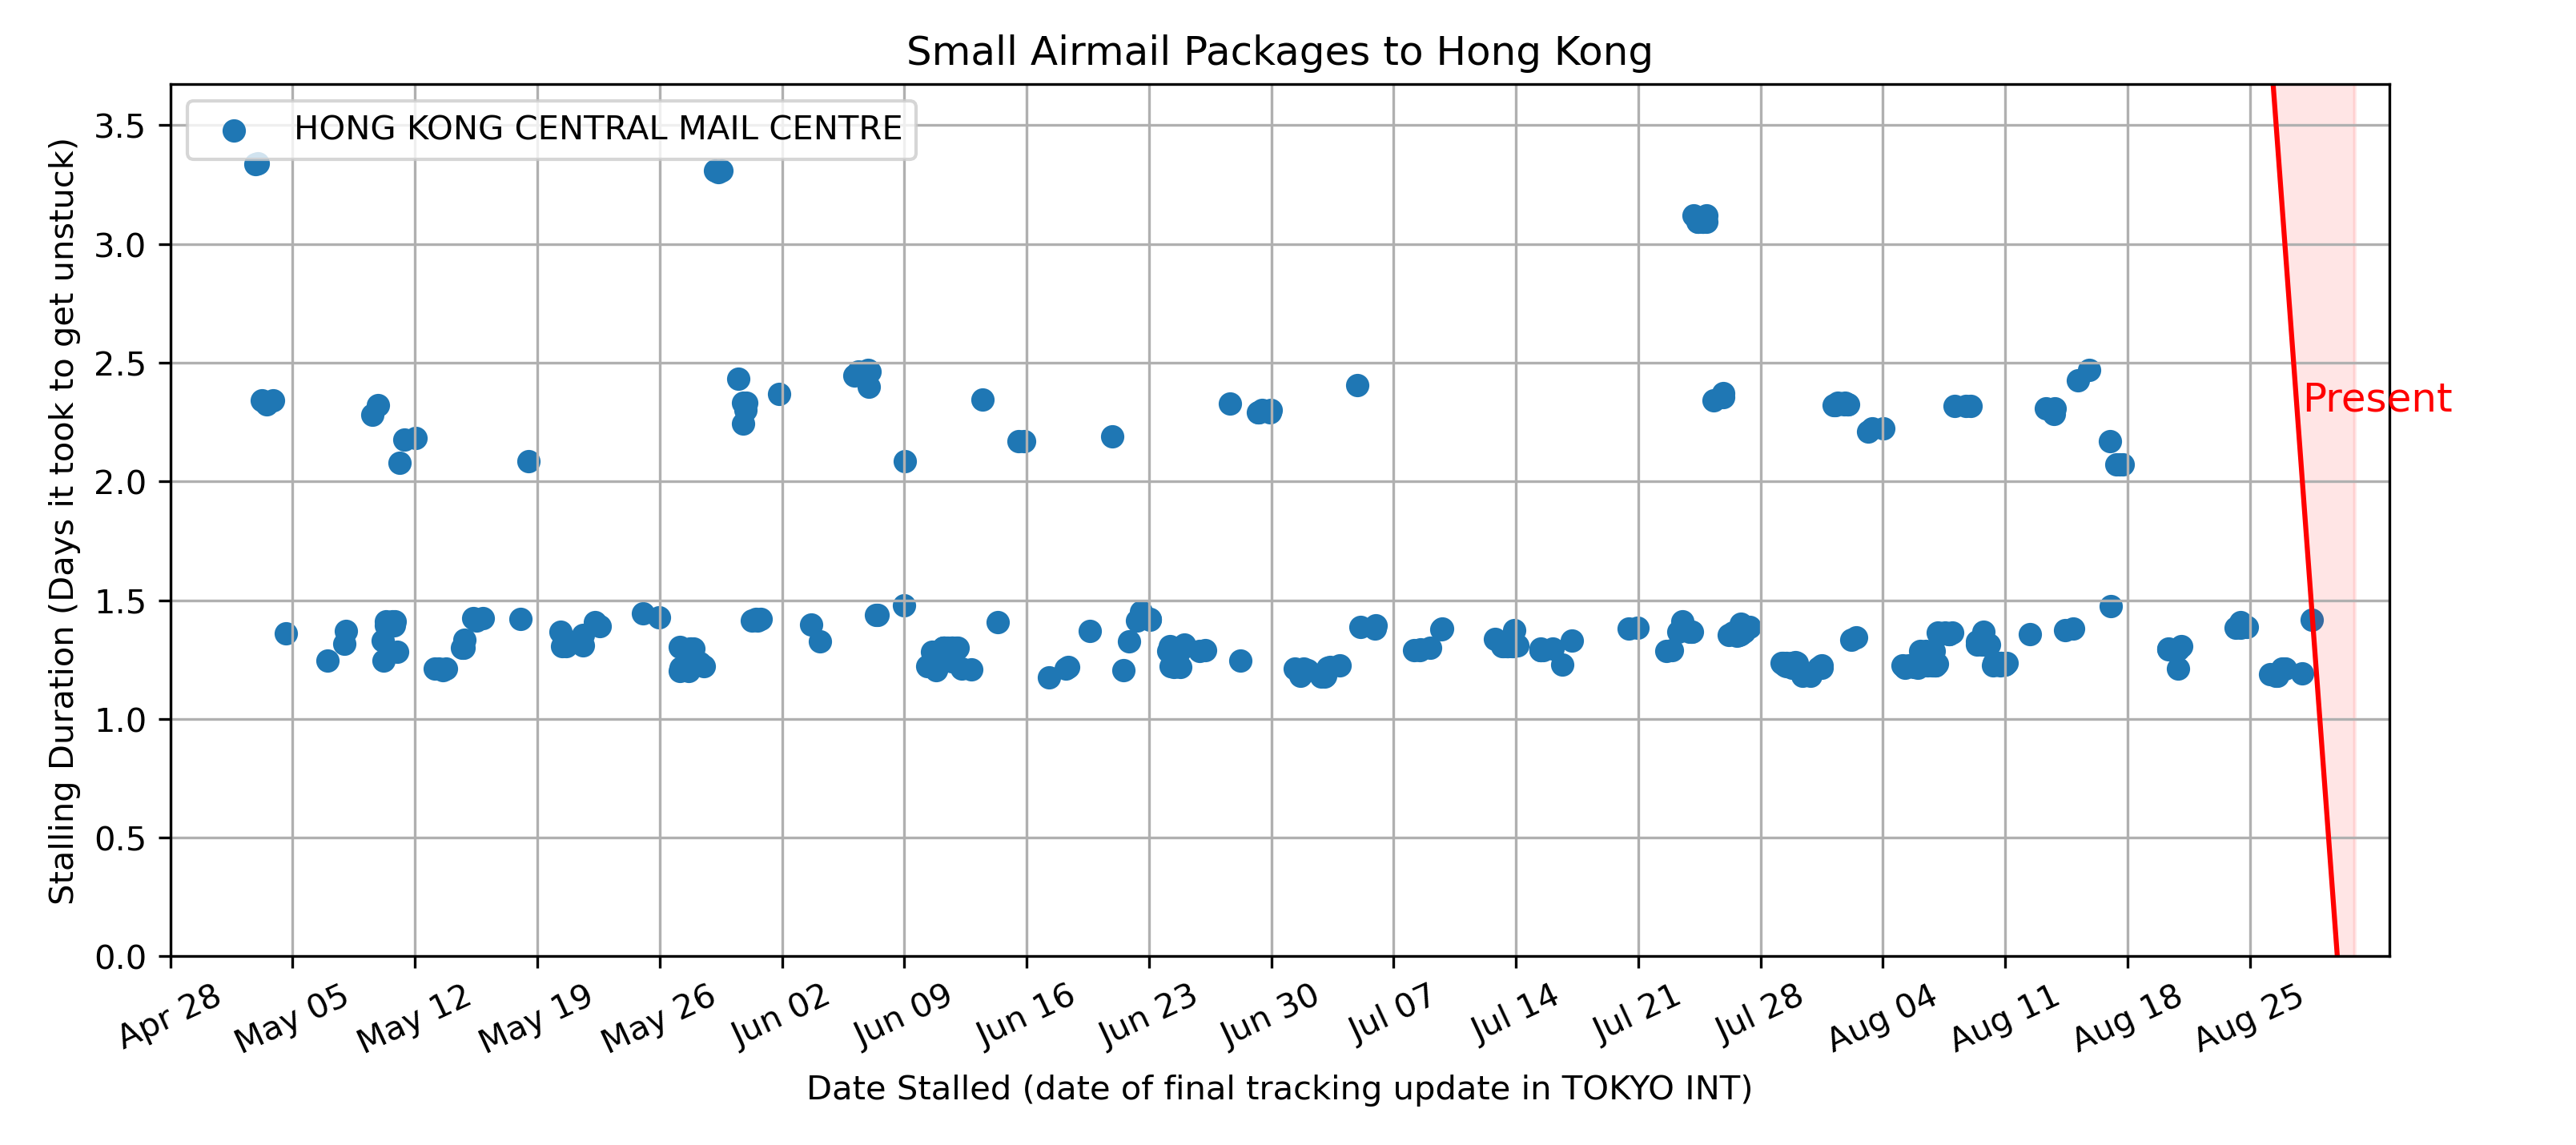 Small Airmail Packages to Hong Kong
HONG KONG CENTRAL MAIL CENTRE
Stalling Duration (Days it took to get unstuck)
3.5
3.0
2.5
2.0
1.5
1.0
0.5
0.0
Present
Apr 28
May 05
May 12
May 19
May 26
Jun 02
Jun 09
Jun 16
Jun 23
Jun 30
Jul 07
Jul 14
Jul 21
Jul 28
Aug 04
Aug 11
Aug 18
Aug 25
Date Stalled (date of final tracking update in TOKYO INT)